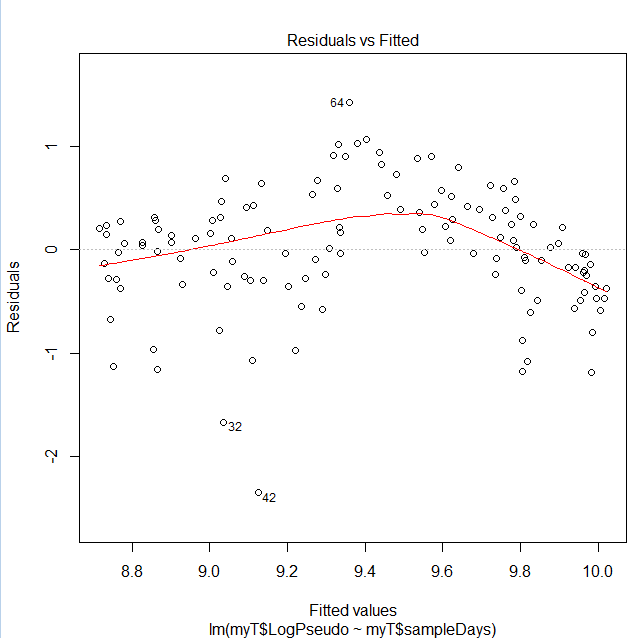 Residuals vs Fitted
Residuals
1
0
-1
-2
64
32
42
8.8 9.0 9.2 9.4 9.6 9.8 10.0
Fitted values
lm(myT$LogPseudo ~ myT$sampleDays)